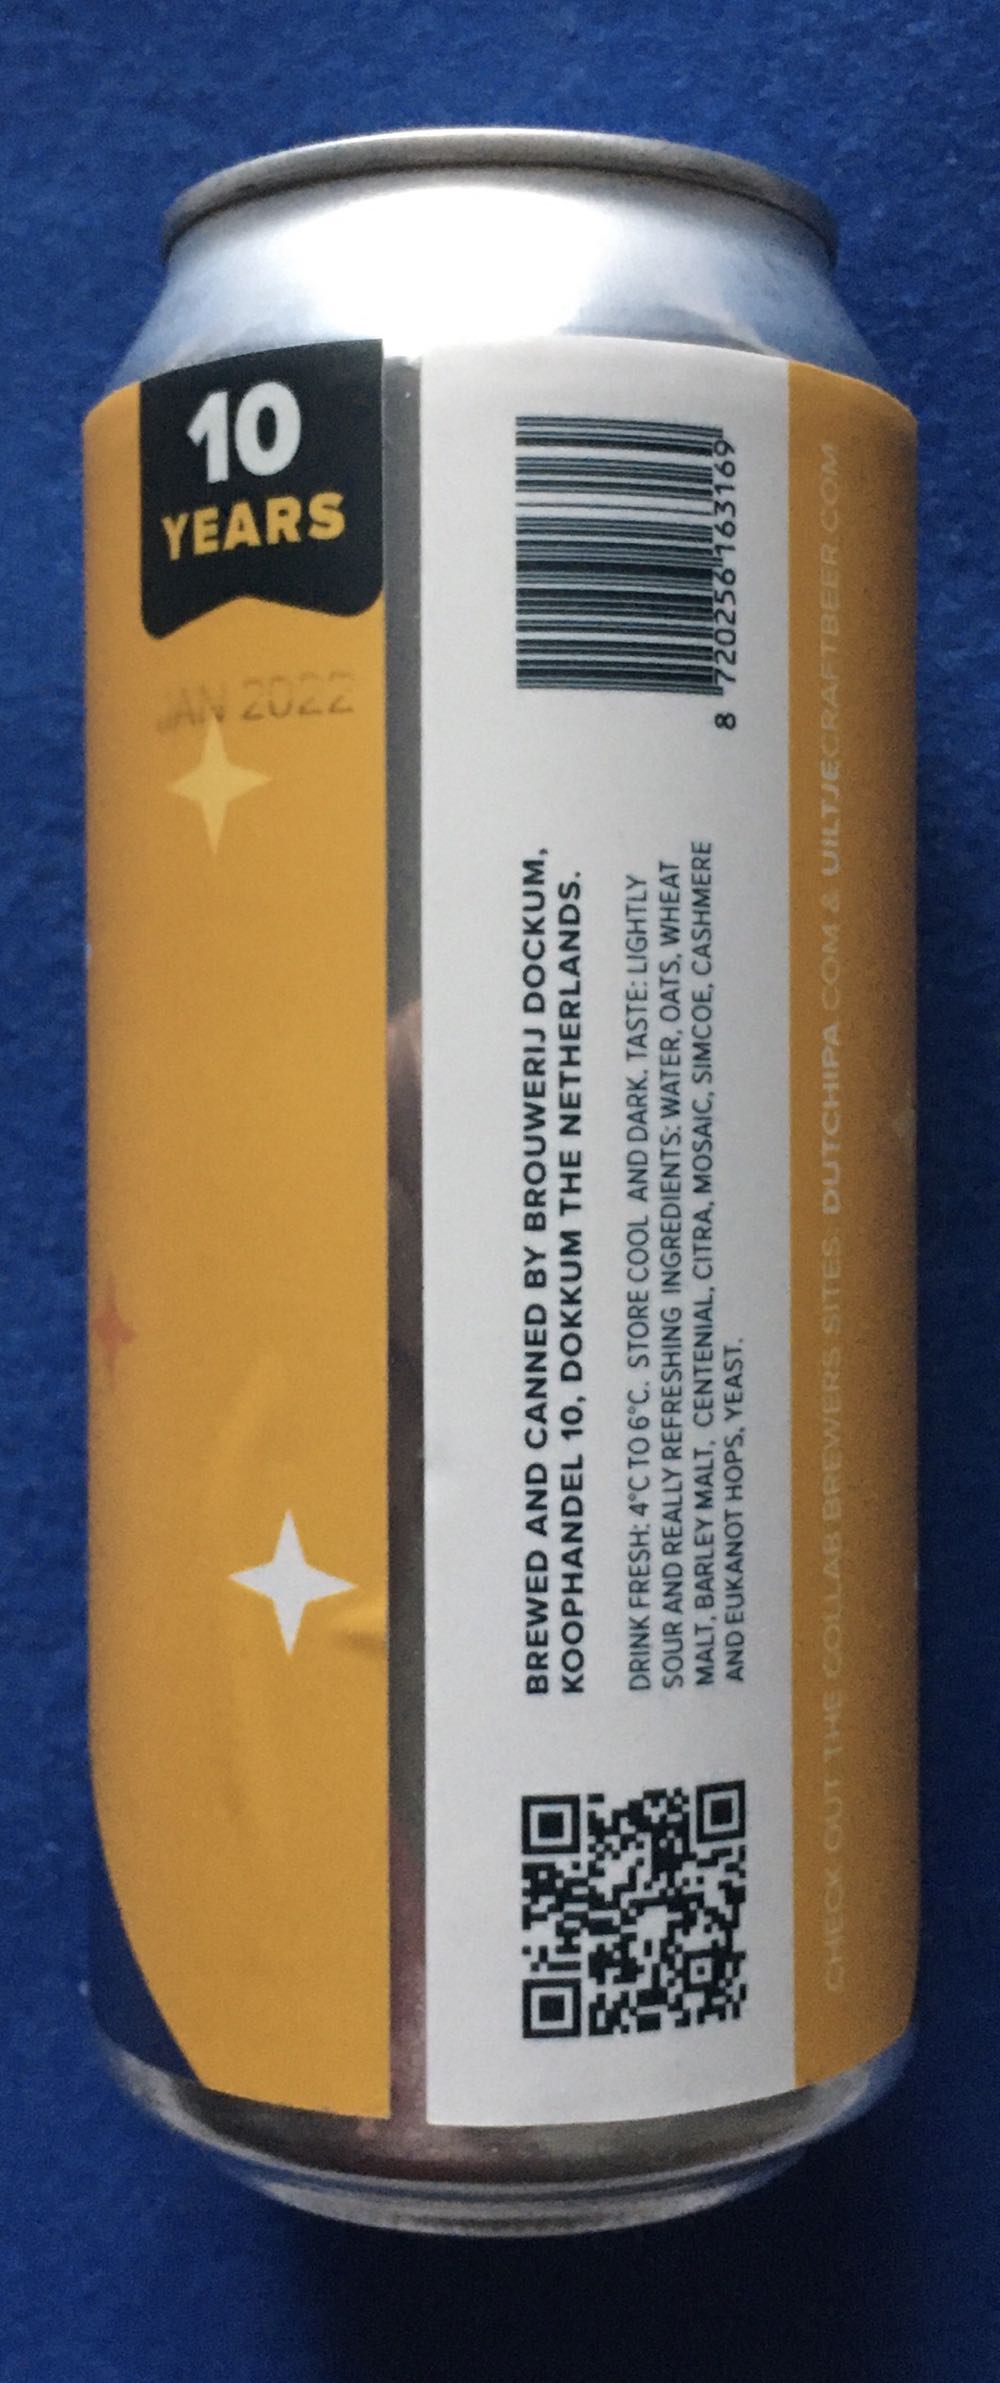 10
YEARS
JAN 2022
8 720256 163169
BREWED AND CANNED BY BROUWERIJ DOCKUM,
KOOPHANDEL 10, DOKKUM THE NETHERLANDS.
DRINK FRESH: 4°C TO 6°C. STORE COOL AND DARK. TASTE: LIGHTLY
SOUR AND REALLY REFRESHING INGREDIENTS: WATER, OATS, WHEAT
MALT, BARLEY MALT, CENTENIAL, CITRA, MOSAIC, SIMCOE, CASHMERE
AND EUKANOT HOPS, YEAST.
CHECK OUT THE COLLAB BREWERS SITES: DUTCHIPA.COM & UILTJECRAFTBEER.COM